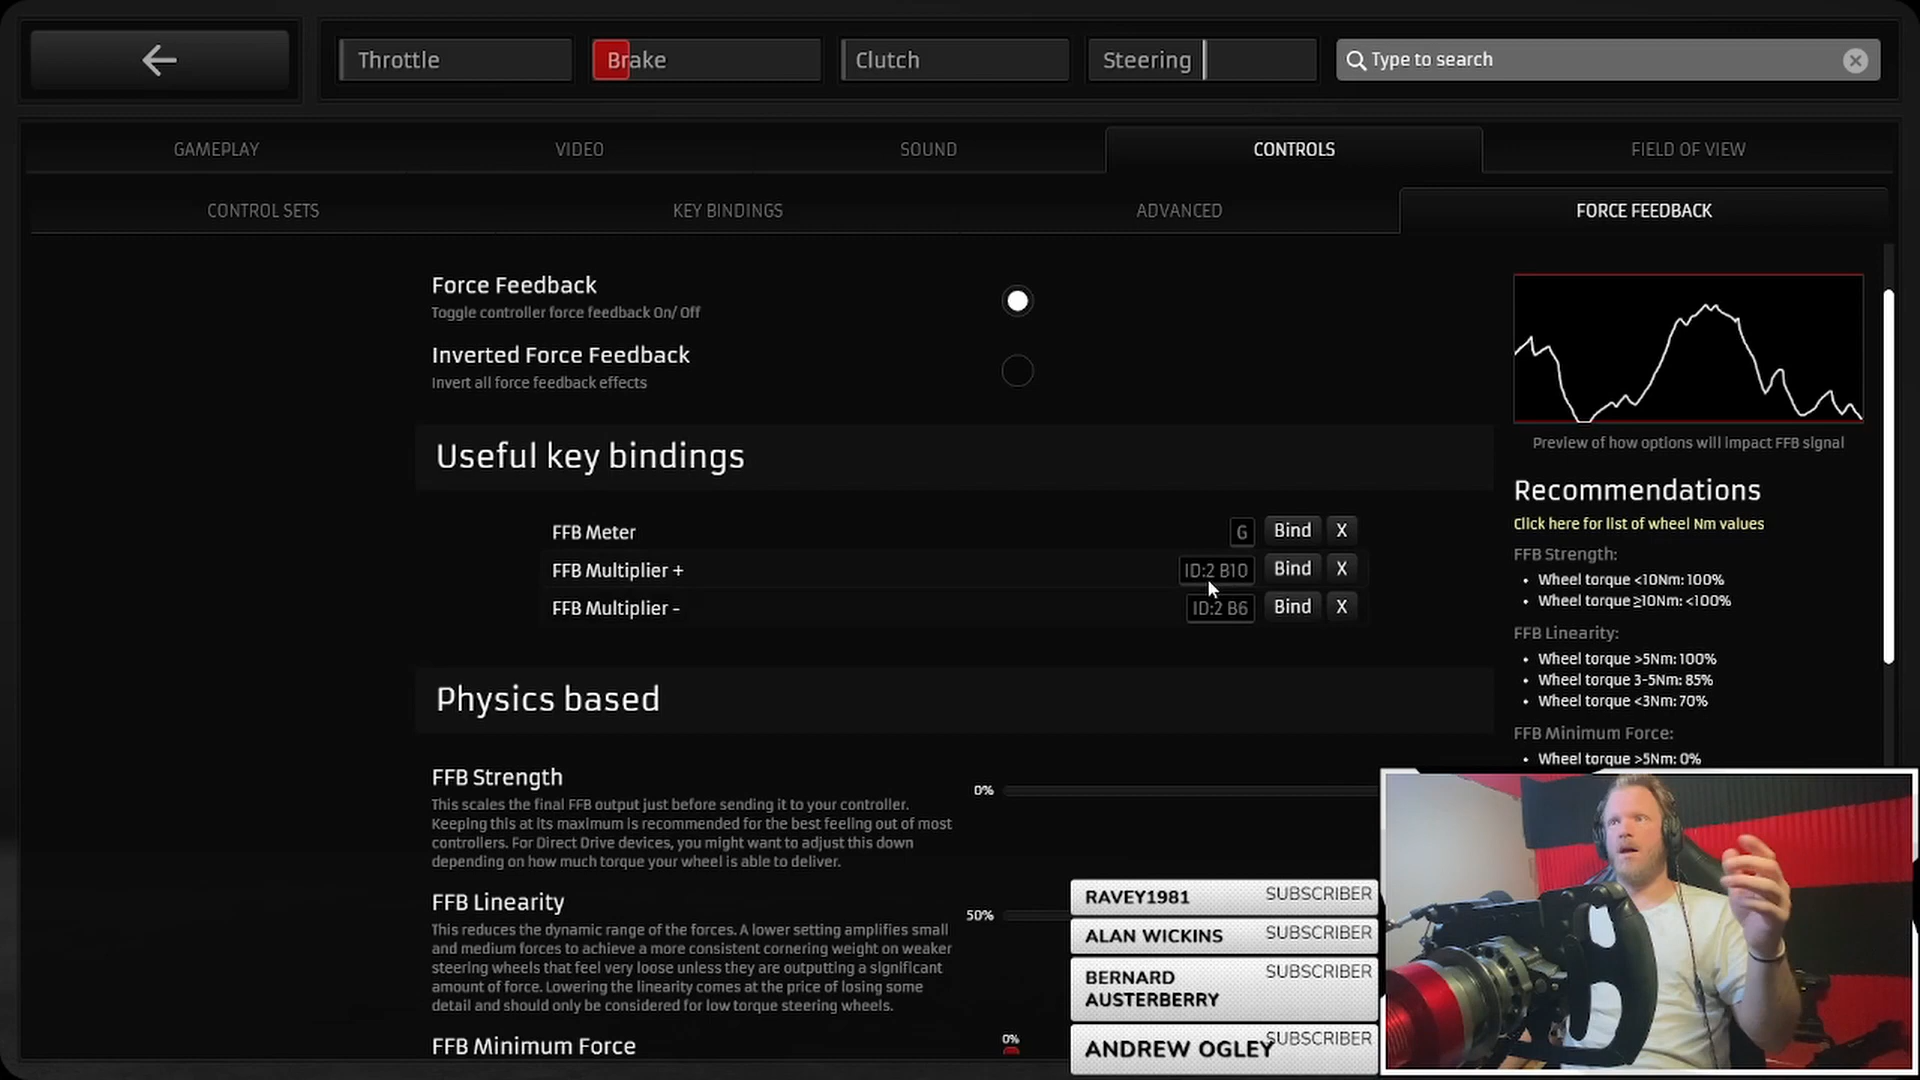 Throttle
Brake
Clutch
Steering
Type to search
GAMEPLAY
VIDEO
SOUND
CONTROLS
FIELD OF VIEW
CONTROL SETS
KEY BINDINGS
ADVANCED
FORCE FEEDBACK
Force Feedback
Toggle controller force feedback On/ Off
Inverted Force Feedback
Invert all force feedback effects
Useful key bindings
FFB Meter
G
Bind
X
FFB Multiplier +
ID:2 B10
Bind
X
FFB Multiplier -
ID:2 B6
Bind
X
Physics based
FFB Strength
This scales the final FFB output just before sending it to your controller.
Keeping this at its maximum is recommended for the best feeling out of most
controllers. For Direct Drive devices, you might want to adjust this down
depending on how much torque your wheel is able to deliver.
0%
FFB Linearity
This reduces the dynamic range of the forces. A lower setting amplifies small
and medium forces to achieve a more consistent cornering weight on weaker
steering wheels that feel very loose unless they are outputting a significant
amount of force. Lowering the linearity comes at the price of losing some
detail and should only be considered for low torque steering wheels.
50%
FFB Minimum Force
0%
Preview of how options will impact FFB signal
Recommendations
Click here for list of wheel Nm values
FFB Strength:
• Wheel torque <10Nm: 100%
• Wheel torque ≥10Nm: <100%
FFB Linearity:
• Wheel torque >5Nm: 100%
• Wheel torque 3-5Nm: 85%
• Wheel torque <3Nm: 70%
FFB Minimum Force:
• Wheel torque >5Nm: 0%
RAVEY1981
SUBSCRIBER
ALAN WICKINS
SUBSCRIBER
BERNARD
AUSTERBERRY
SUBSCRIBER
ANDREW OGLEY
SUBSCRIBER